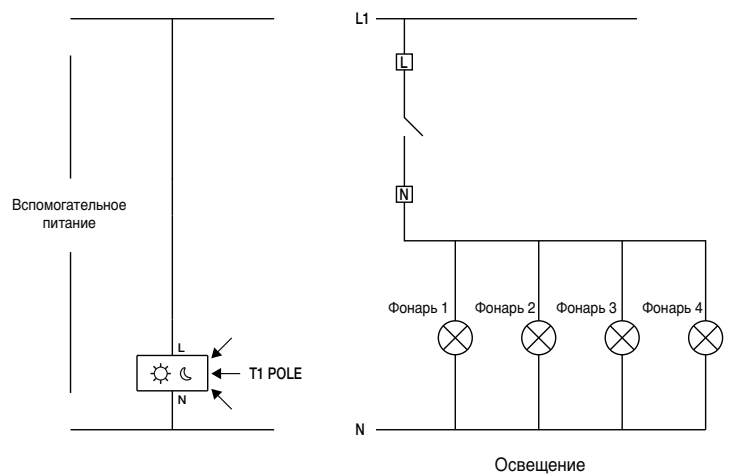 L1
L
N
Вспомогательное
питание
Фонарь 1 Фонарь 2 Фонарь 3 Фонарь 4
L
T1 POLE
N
N
Освещение